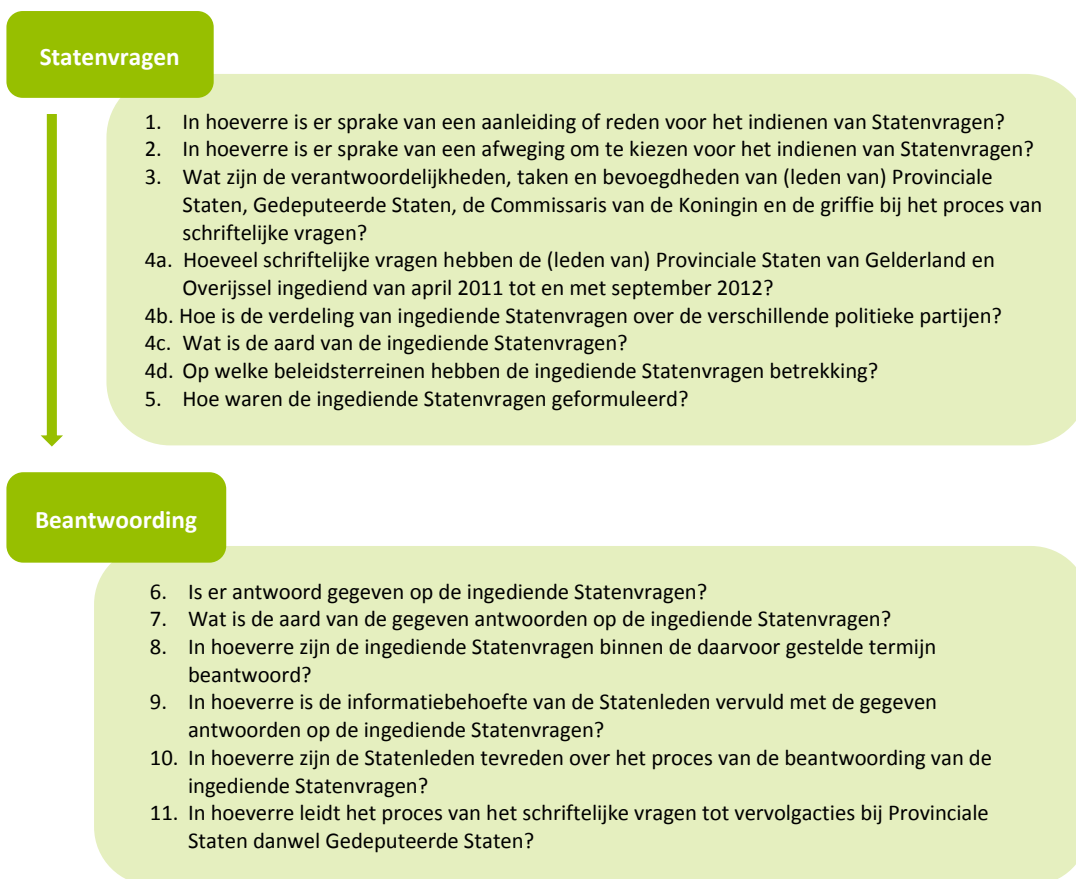 Statenvragen
1. In hoeverre is er sprake van een aanleiding of reden voor het indienen van Statenvragen?
2. In hoeverre is er sprake van een afweging om te kiezen voor het indienen van Statenvragen?
3. Wat zijn de verantwoordelijkheden, taken en bevoegdheden van (leden van) Provinciale
Staten, Gedeputeerde Staten, de Commissaris van de Koningin en de griffie bij het proces van
schriftelijke vragen?
4a. Hoeveel schriftelijke vragen hebben de (leden van) Provinciale Staten van Gelderland en
Overijssel ingediend van april 2011 tot en met september 2012?
4b. Hoe is de verdeling van ingediende Statenvragen over de verschillende politieke partijen?
4c. Wat is de aard van de ingediende Statenvragen?
4d. Op welke beleidsterreinen hebben de ingediende Statenvragen betrekking?
5. Hoe waren de ingediende Statenvragen geformuleerd?
Beantwoording
6. Is er antwoord gegeven op de ingediende Statenvragen?
7. Wat is de aard van de gegeven antwoorden op de ingediende Statenvragen?
8. In hoeverre zijn de ingediende Statenvragen binnen de daarvoor gestelde termijn
beantwoord?
9. In hoeverre is de informatiebehoefte van de Statenleden vervuld met de gegeven
antwoorden op de ingediende Statenvragen?
10. In hoeverre zijn de Statenleden tevreden over het proces van de beantwoording van de
ingediende Statenvragen?
11. In hoeverre leidt het proces van het schriftelijke vragen tot vervolgacties bij Provinciale
Staten danwel Gedeputeerde Staten?